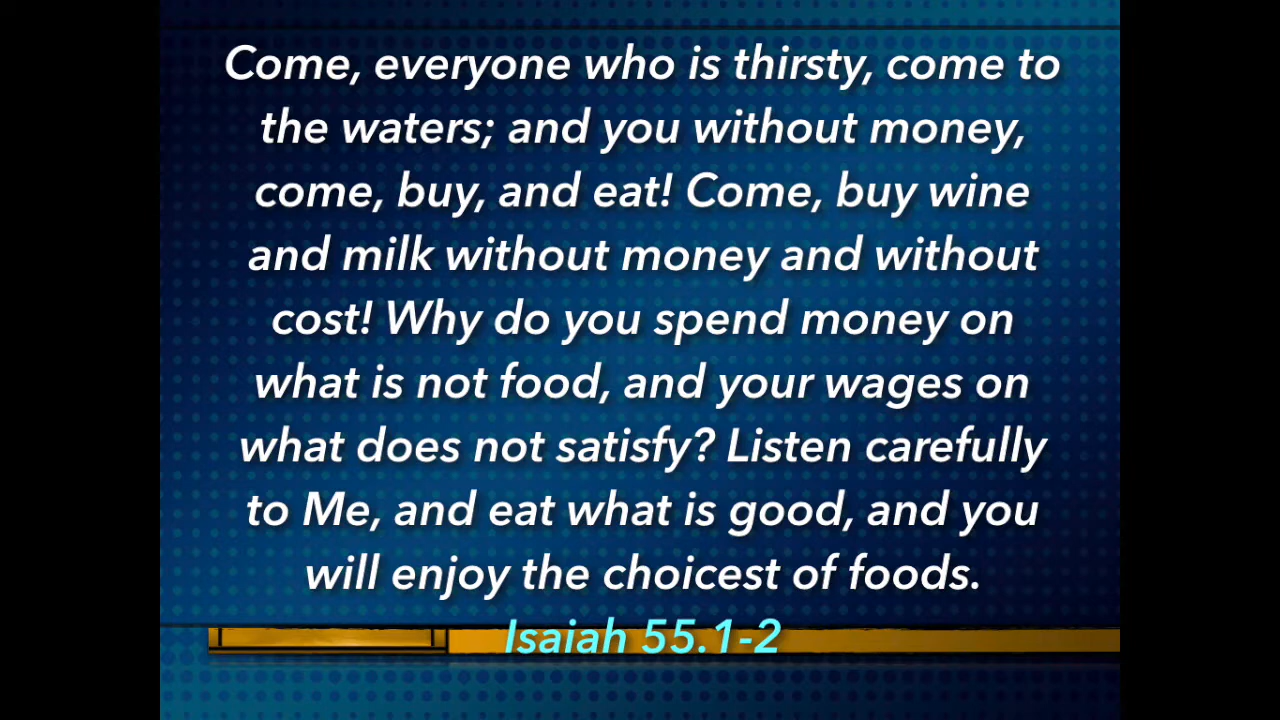 Come, everyone who is thirsty, come to
the waters; and you without money,
come, buy, and eat! Come, buy wine
and milk without money and without
cost! Why do you spend money on
what is not food, and your wages on
what does not satisfy? Listen carefully
to Me, and eat what is good, and you
will enjoy the choicest of foods.
Isaiah 55.1-2